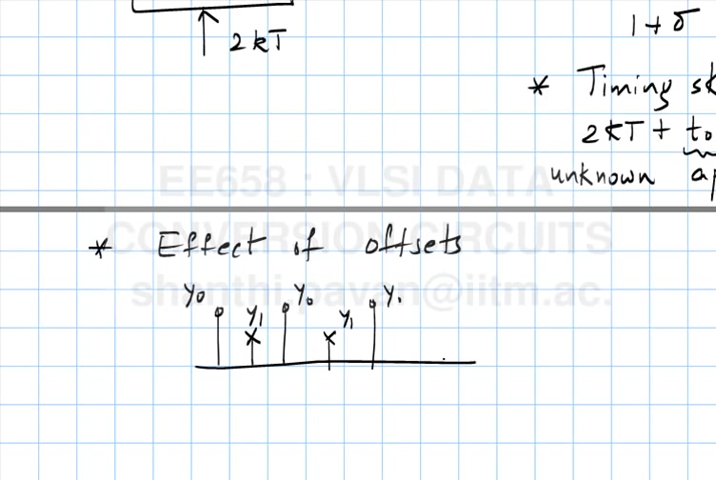 2kT
1+δ
* Timing sk
2kT + to
unknown ap
EE658 : VLSI DATA
CONVERSION CIRCUITS
shanthi.pavan@iitm.ac.
* Effect of offsets
y0 y1 y0 y1 y.